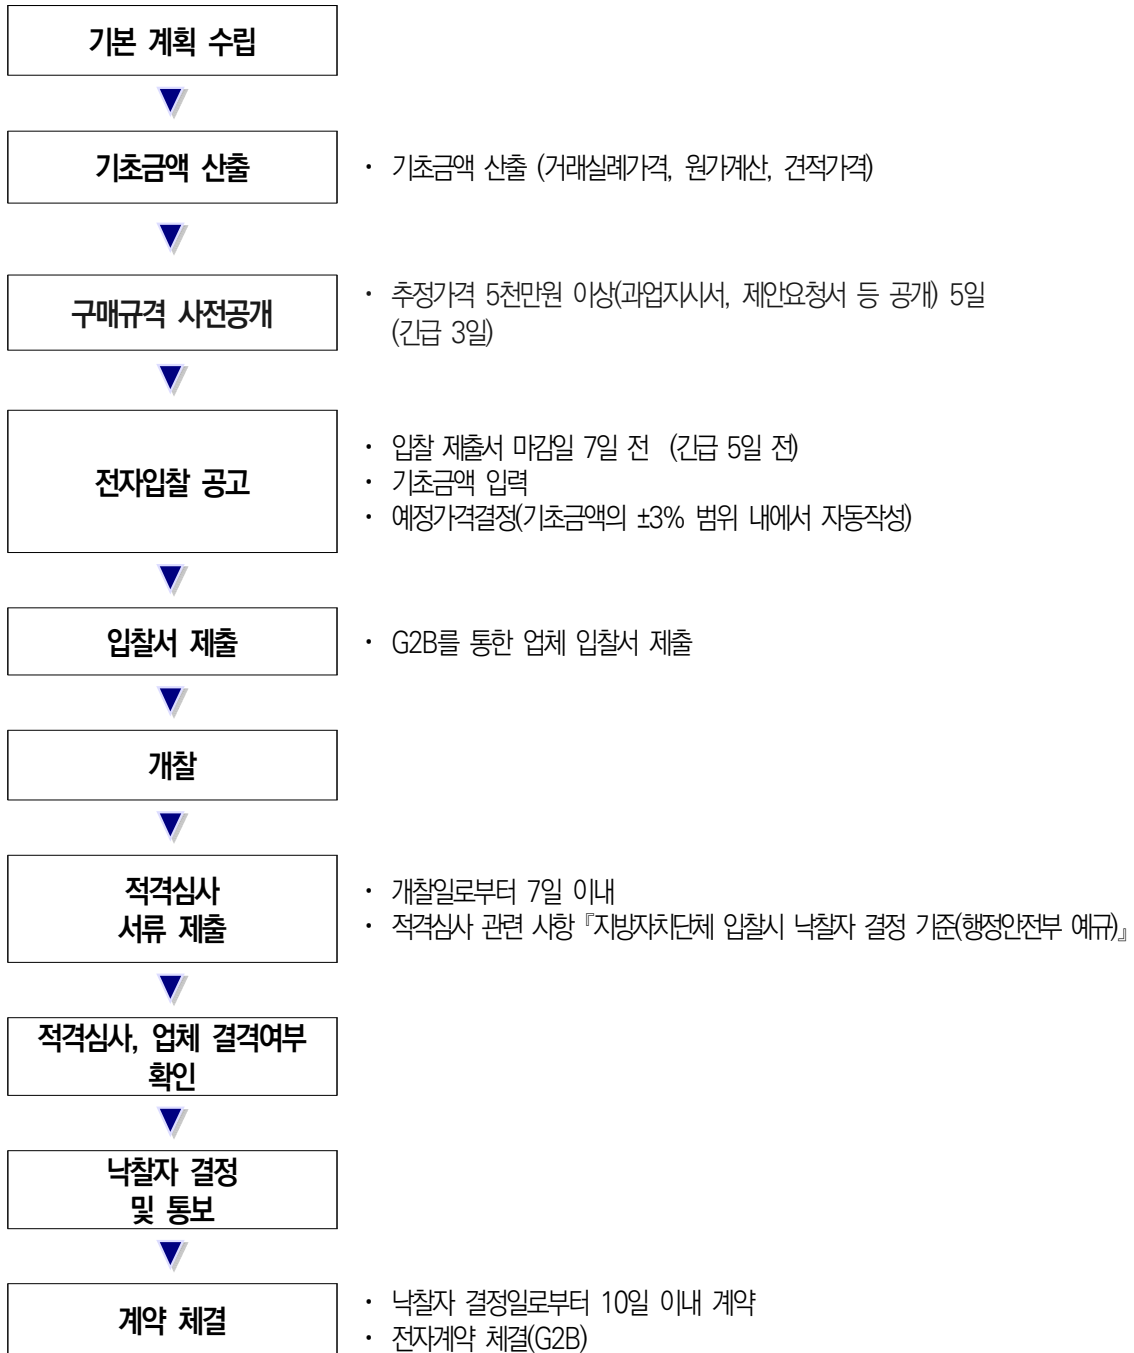 기본 계획 수립
기초금액 산출
· 기초금액 산출 (거래실례가격, 원가계산, 견적가격)
구매규격 사전공개
· 추정가격 5천만원 이상(과업지시서, 제안요청서 등 공개) 5일
(긴급 3일)
전자입찰 공고
· 입찰 제출서 마감일 7일 전 (긴급 5일 전)
· 기초금액 입력
· 예정가격결정(기초금액의 ±3% 범위 내에서 자동작성)
입찰서 제출
· G2B를 통한 업체 입찰서 제출
개찰
적격심사
서류 제출
· 개찰일로부터 7일 이내
· 적격심사 관련 사항 『지방자치단체 입찰시 낙찰자 결정 기준(행정안전부 예규)』
적격심사, 업체 결격여부
확인
낙찰자 결정
및 통보
계약 체결
· 낙찰자 결정일로부터 10일 이내 계약
· 전자계약 체결(G2B)